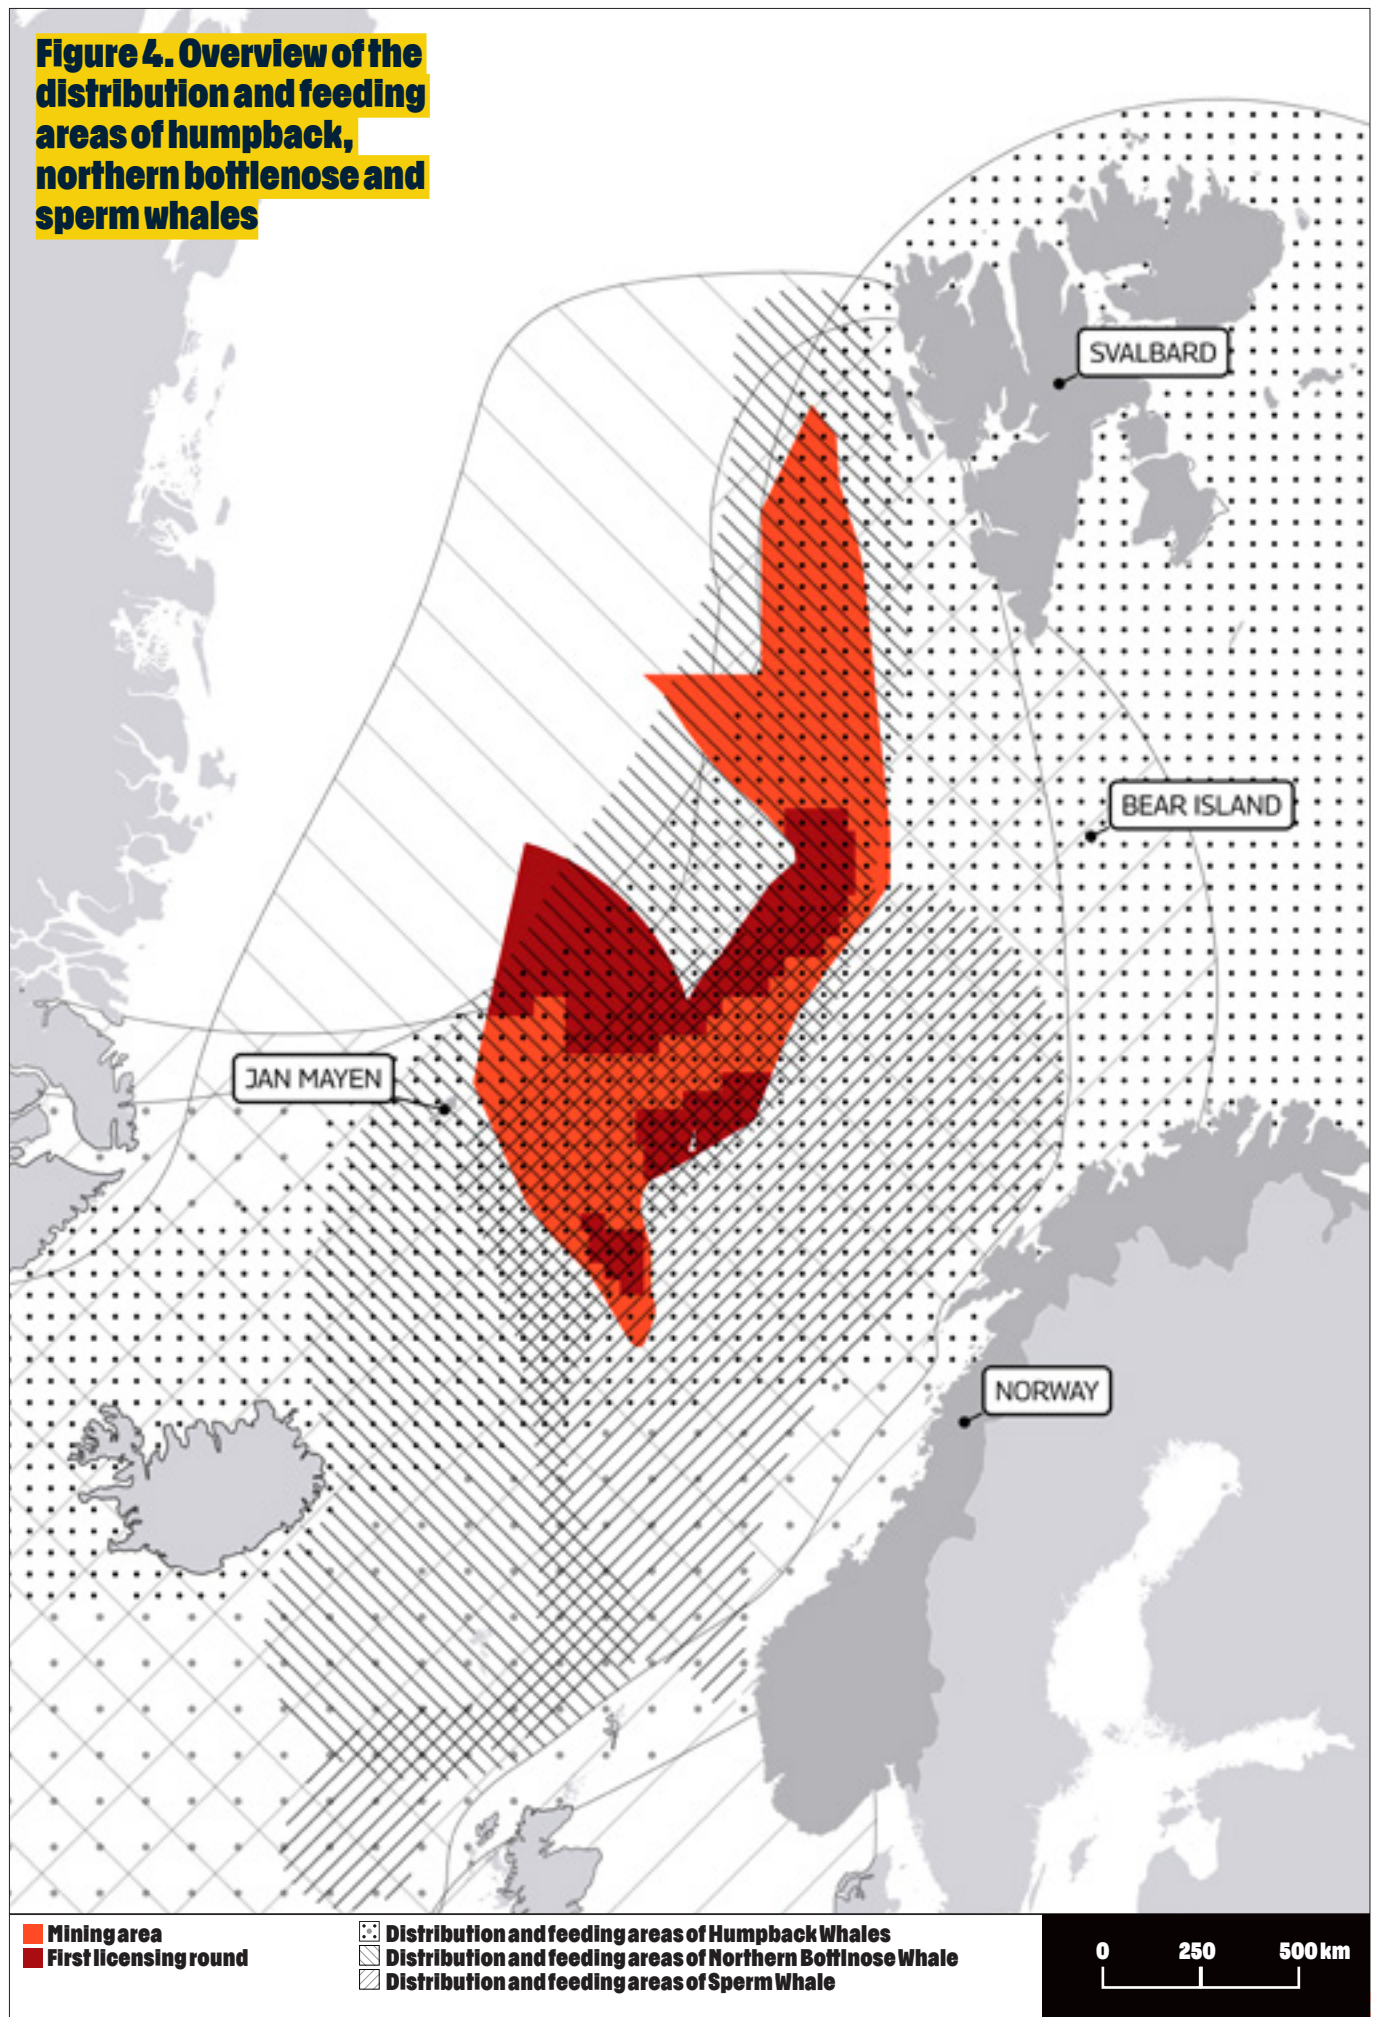 Figure 4. Overview of the
distribution and feeding
areas of humpback,
northern bottlenose and
sperm whales
SVALBARD
BEAR ISLAND
JAN MAYEN
NORWAY
Mining area
First licensing round
Distribution and feeding areas of Humpback Whales
Distribution and feeding areas of Northern Bottlnose Whale
Distribution and feeding areas of Sperm Whale
0 250 500 km